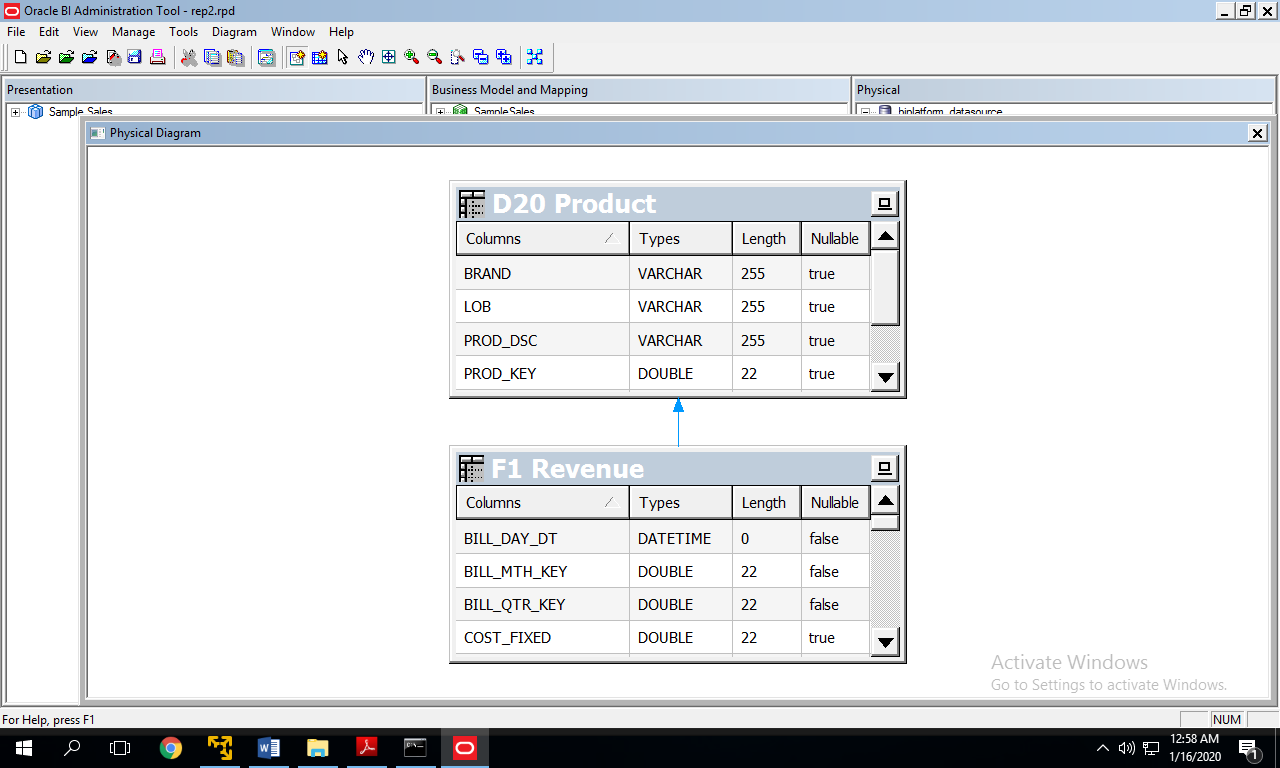 Oracle BI Administration Tool - rep2.rpd
File Edit View Manage Tools Diagram Window Help
Presentation Business Model and Mapping Physical
Sample Sales SampleSales biplatform_datasource
Physical Diagram
D20 Product
Columns Types Length Nullable
BRAND VARCHAR 255 true
LOB VARCHAR 255 true
PROD_DSC VARCHAR 255 true
PROD_KEY DOUBLE 22 true
F1 Revenue
Columns Types Length Nullable
BILL_DAY_DT DATETIME 0 false
BILL_MTH_KEY DOUBLE 22 false
BILL_QTR_KEY DOUBLE 22 false
COST_FIXED DOUBLE 22 true
Activate Windows
Go to Settings to activate Windows.
For Help, press F1 NUM
12:58 AM
1/16/2020
1